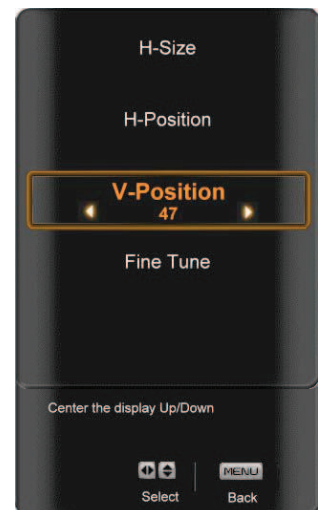 H-Size
H-Position
V-Position
47
Fine Tune
Center the display Up/Down
MENU
Select
Back